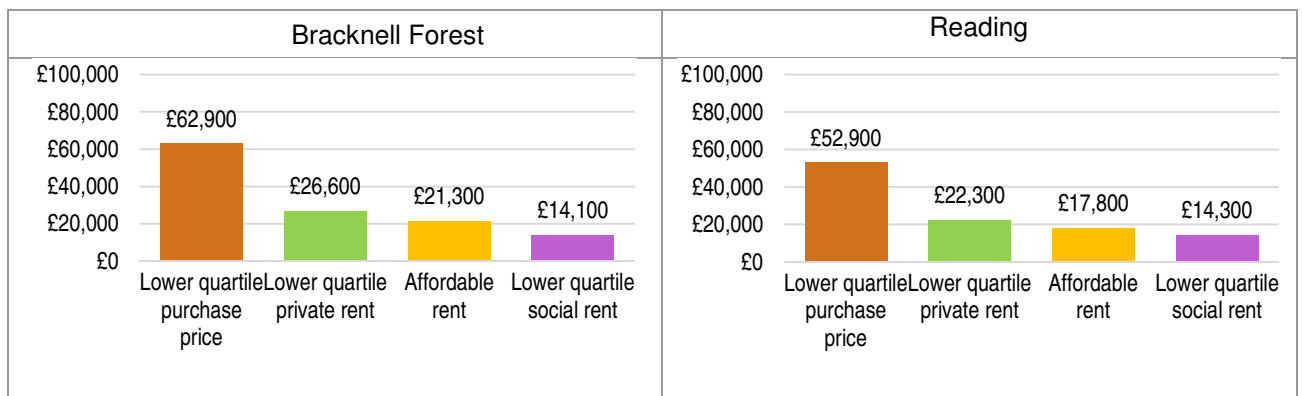 Bracknell Forest
£100,000
£80,000
£60,000
£40,000
£20,000
£0
£62,900
£26,600
£21,300
£14,100
Lower quartile
purchase
price
Lower quartile
private rent
Affordable
rent
Lower quartile
social rent
Reading
£100,000
£80,000
£60,000
£40,000
£20,000
£0
£52,900
£22,300
£17,800
£14,300
Lower quartile
purchase
price
Lower quartile
private rent
Affordable
rent
Lower quartile
social rent